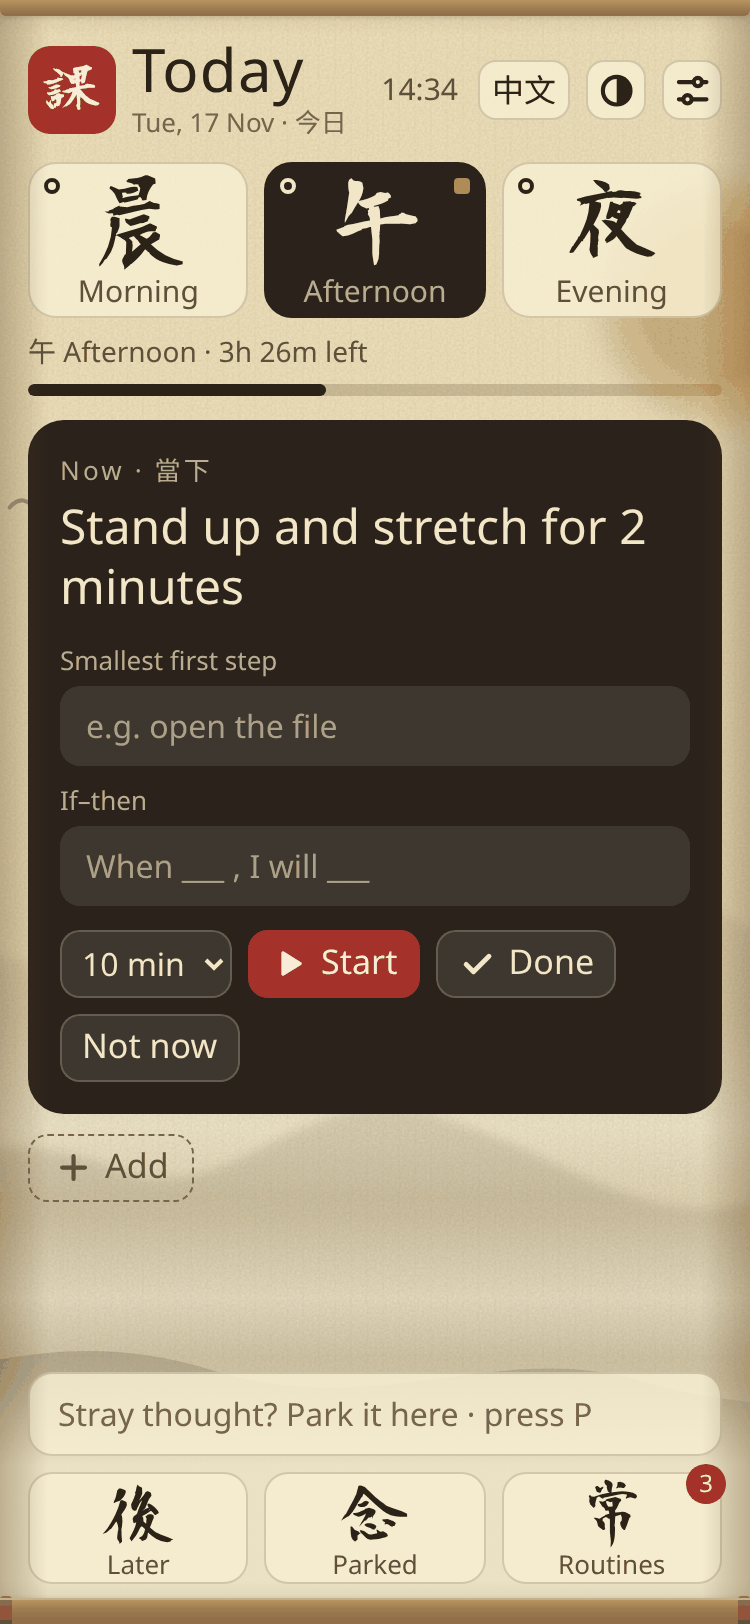 課
Today
Tue, 17 Nov · 今日
14:34
中文
晨
Morning
午
Afternoon
夜
Evening
午 Afternoon · 3h 26m left
Now · 當下
Stand up and stretch for 2
minutes
Smallest first step
e.g. open the file
If–then
When ___ , I will ___
10 min
Start
Done
Not now
Add
Stray thought? Park it here · press P
後
Later
念
Parked
常
Routines
3